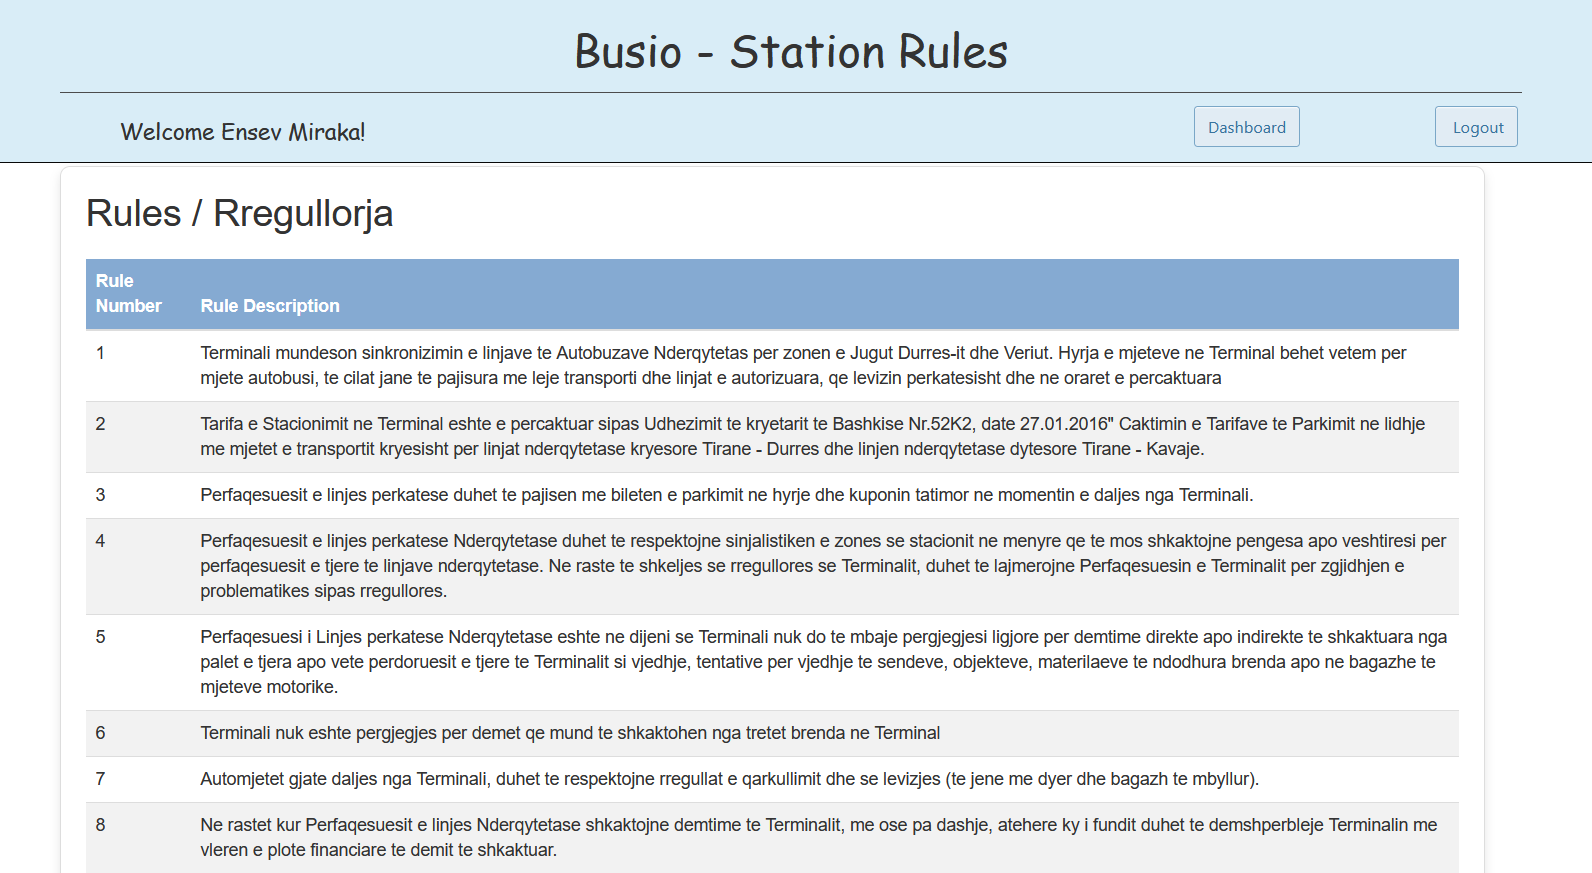 Busio - Station Rules
Welcome Ensev Miraka!
Dashboard
Logout
Rules / Rregullorja
Rule
Number
Rule Description
1
Terminali mundeson sinkronizimin e linjave te Autobuzave Nderqytetas per zonen e Jugut Durres-it dhe Veriut. Hyrja e mjeteve ne Terminal behet vetem per
mjete autobusi, te cilat jane te pajisura me leje transporti dhe linjat e autorizuara, qe levizin perkatesisht dhe ne oraret e percaktuara
2
Tarifa e Stacionimit ne Terminal eshte e percaktuar sipas Udhezimit te kryetarit te Bashkise Nr.52K2, date 27.01.2016" Caktimin e Tarifave te Parkimit ne lidhje
me mjetet e transportit kryesisht per linjat nderqytetase kryesore Tirane - Durres dhe linjen nderqytetase dytesore Tirane - Kavaje.
3
Perfaqesuesit e linjes perkatese duhet te pajisen me bileten e parkimit ne hyrje dhe kuponin tatimor ne momentin e daljes nga Terminali.
4
Perfaqesuesit e linjes perkatese Nderqytetase duhet te respektojne sinjalistiken e zones se stacionit ne menyre qe te mos shkaktojne pengesa apo veshtiresi per
perfaqesuesit e tjere te linjave nderqytetase. Ne raste te shkeljes se rregullores se Terminalit, duhet te lajmerojne Perfaqesuesin e Terminalit per zgjidhjen e
problematikes sipas rregullores.
5
Perfaqesuesi i Linjes perkatese Nderqytetase eshte ne dijeni se Terminali nuk do te mbaje pergjegjesi ligjore per demtime direkte apo indirekte te shkaktuara nga
palet e tjera apo vete perdoruesit e tjere te Terminalit si vjedhje, tentative per vjedhje te sendeve, objekteve, materilaeve te ndodhura brenda apo ne bagazhe te
mjeteve motorike.
6
Terminali nuk eshte pergjegjes per demet qe mund te shkaktohen nga tretet brenda ne Terminal
7
Automjetet gjate daljes nga Terminali, duhet te respektojne rregullat e qarkullimit dhe se levizjes (te jene me dyer dhe bagazh te mbyllur).
8
Ne rastet kur Perfaqesuesit e linjes Nderqytetase shkaktojne demtime te Terminalit, me ose pa dashje, atehere ky i fundit duhet te demshperbleje Terminalin me
vleren e plote financiare te demit te shkaktuar.